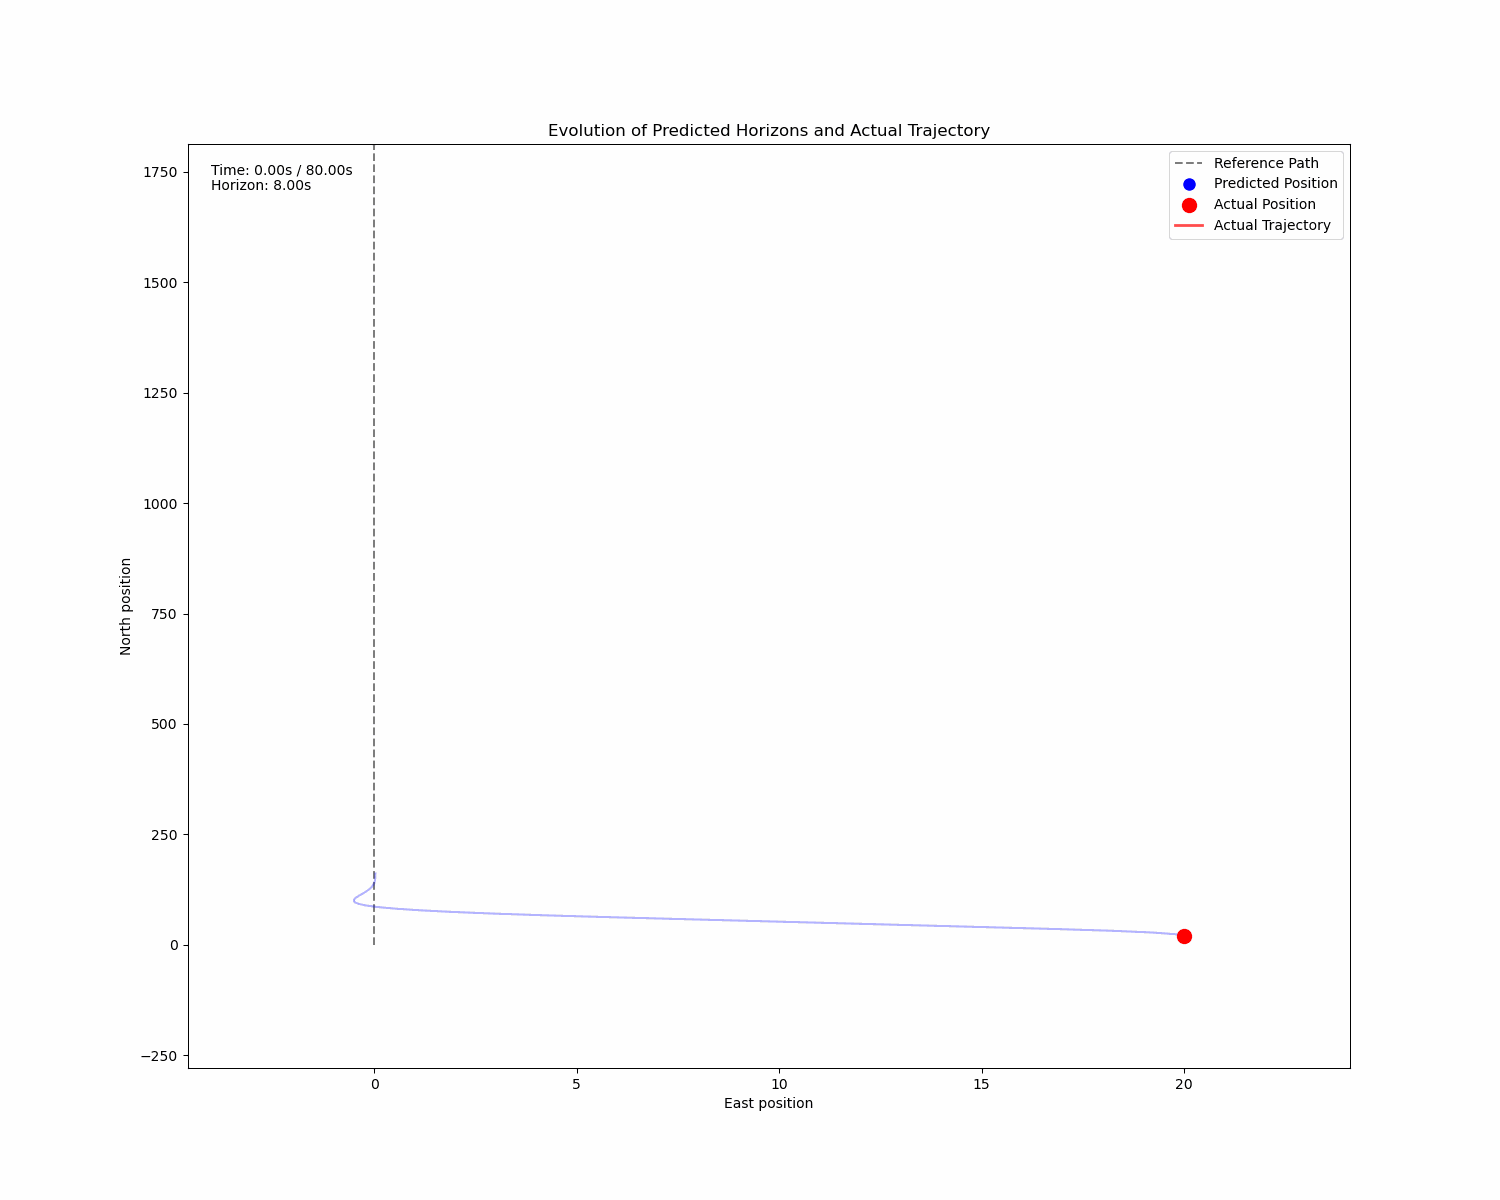 Evolution of Predicted Horizons and Actual Trajectory
Time: 0.00s / 80.00s
Horizon: 8.00s
Reference Path
Predicted Position
Actual Position
Actual Trajectory
1750
1500
1250
1000
750
500
250
0
−250
North position
0
5
10
15
20
East position